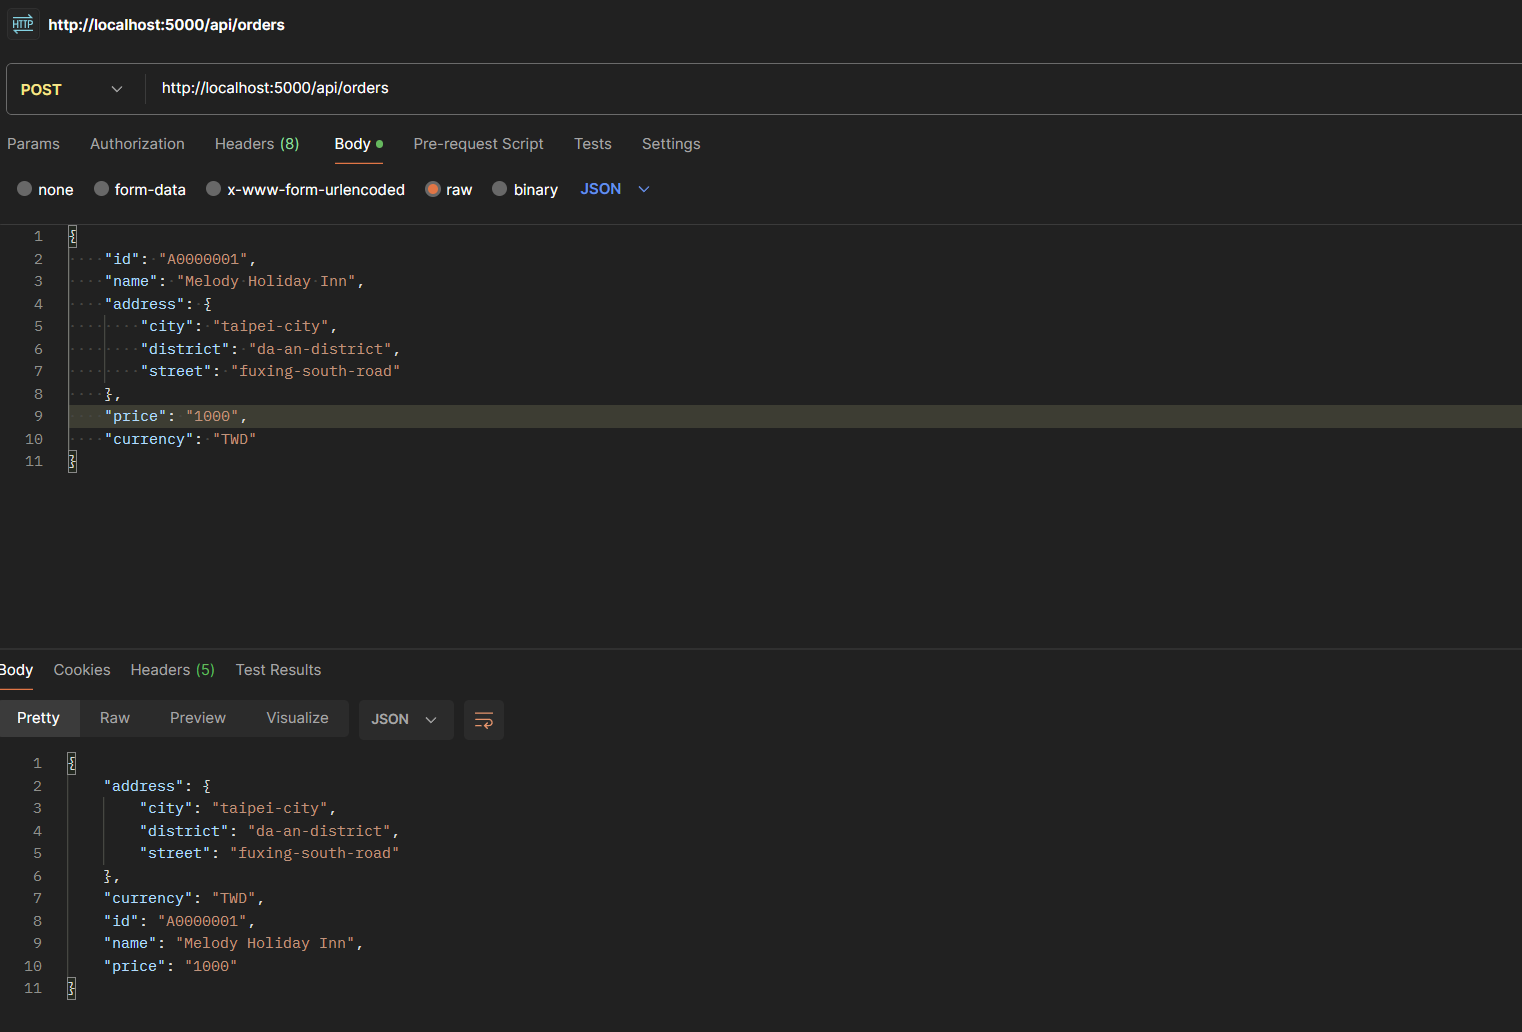 HTTP http://localhost:5000/api/orders
POST http://localhost:5000/api/orders
Params Authorization Headers (8) Body Pre-request Script Tests Settings
none form-data x-www-form-urlencoded raw binary JSON
1 {
2 "id": "A0000001",
3 "name": "Melody Holiday Inn",
4 "address": {
5 "city": "taipei-city",
6 "district": "da-an-district",
7 "street": "fuxing-south-road"
8 },
9 "price": "1000",
10 "currency": "TWD"
11 }
Body Cookies Headers (5) Test Results
Pretty Raw Preview Visualize JSON
1 {
2 "address": {
3 "city": "taipei-city",
4 "district": "da-an-district",
5 "street": "fuxing-south-road"
6 },
7 "currency": "TWD",
8 "id": "A0000001",
9 "name": "Melody Holiday Inn",
10 "price": "1000"
11 }